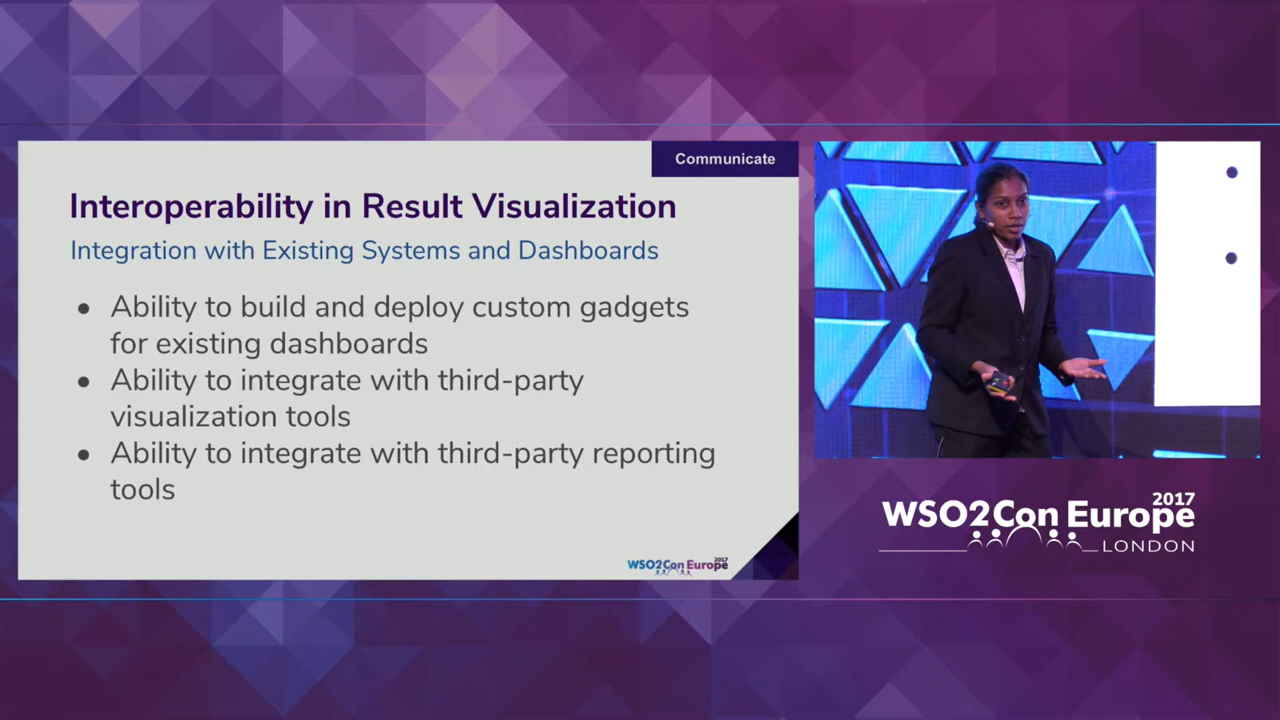 Communicate
Interoperability in Result Visualization
Integration with Existing Systems and Dashboards
● Ability to build and deploy custom gadgets
for existing dashboards
● Ability to integrate with third-party
visualization tools
● Ability to integrate with third-party reporting
tools
WSO2Con Europe 2017
WSO2Con Europe 2017
LONDON